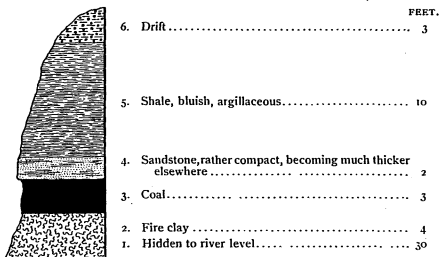 FEET.
6. Drift........................................ 3
5. Shale, bluish, argillaceous...................... 10
4. Sandstone, rather compact, becoming much thicker
elsewhere................................ 2
3. Coal........................................ 3
2. Fire clay.................................... 4
1. Hidden to river level........................... 30